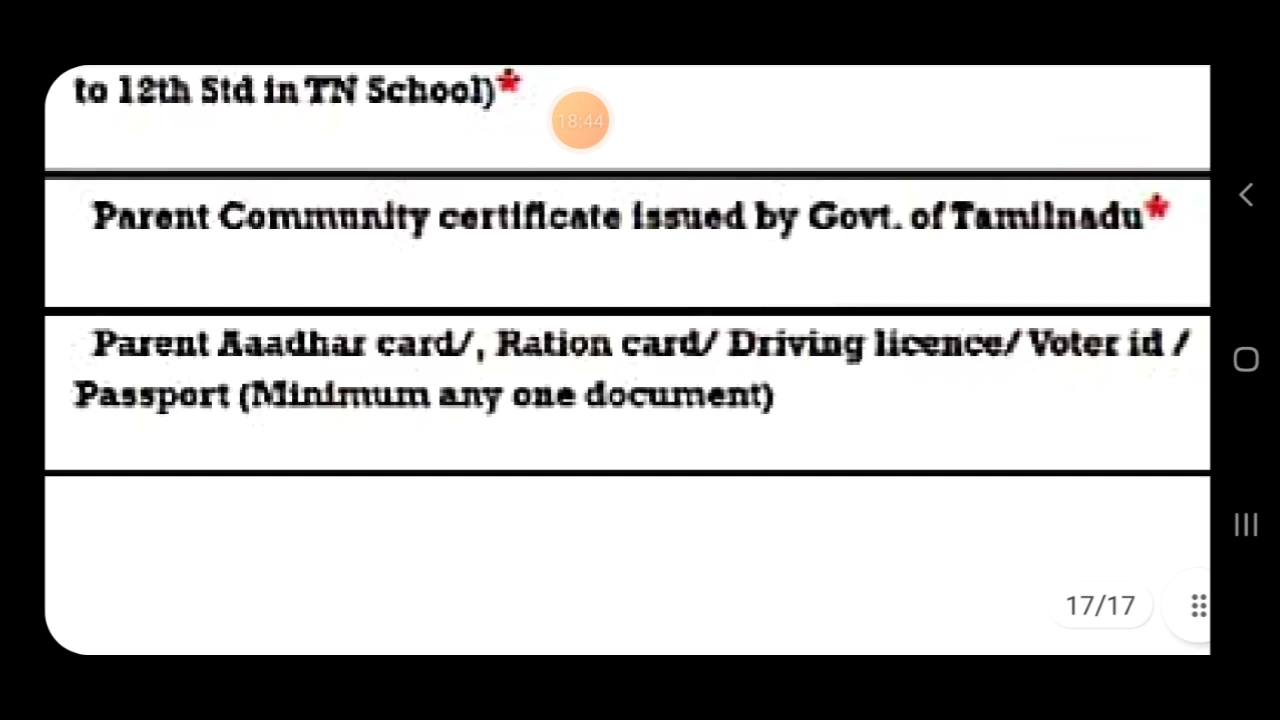 to 12th Std in TN School)*
18:44
Parent Community certificate issued by Govt. of Tamilnadu*
Parent Aaadhar card/, Ration card/ Driving licence/ Voter id /
Passport (Minimum any one document)
17/17